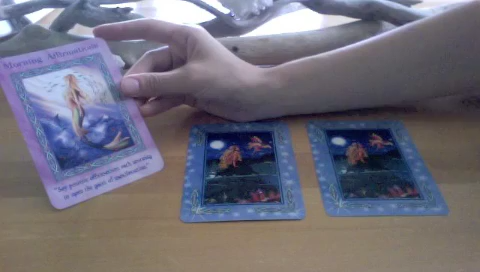 Morning Affirmations
"Say positive affirmations each morning
to open the gates of manifestation."